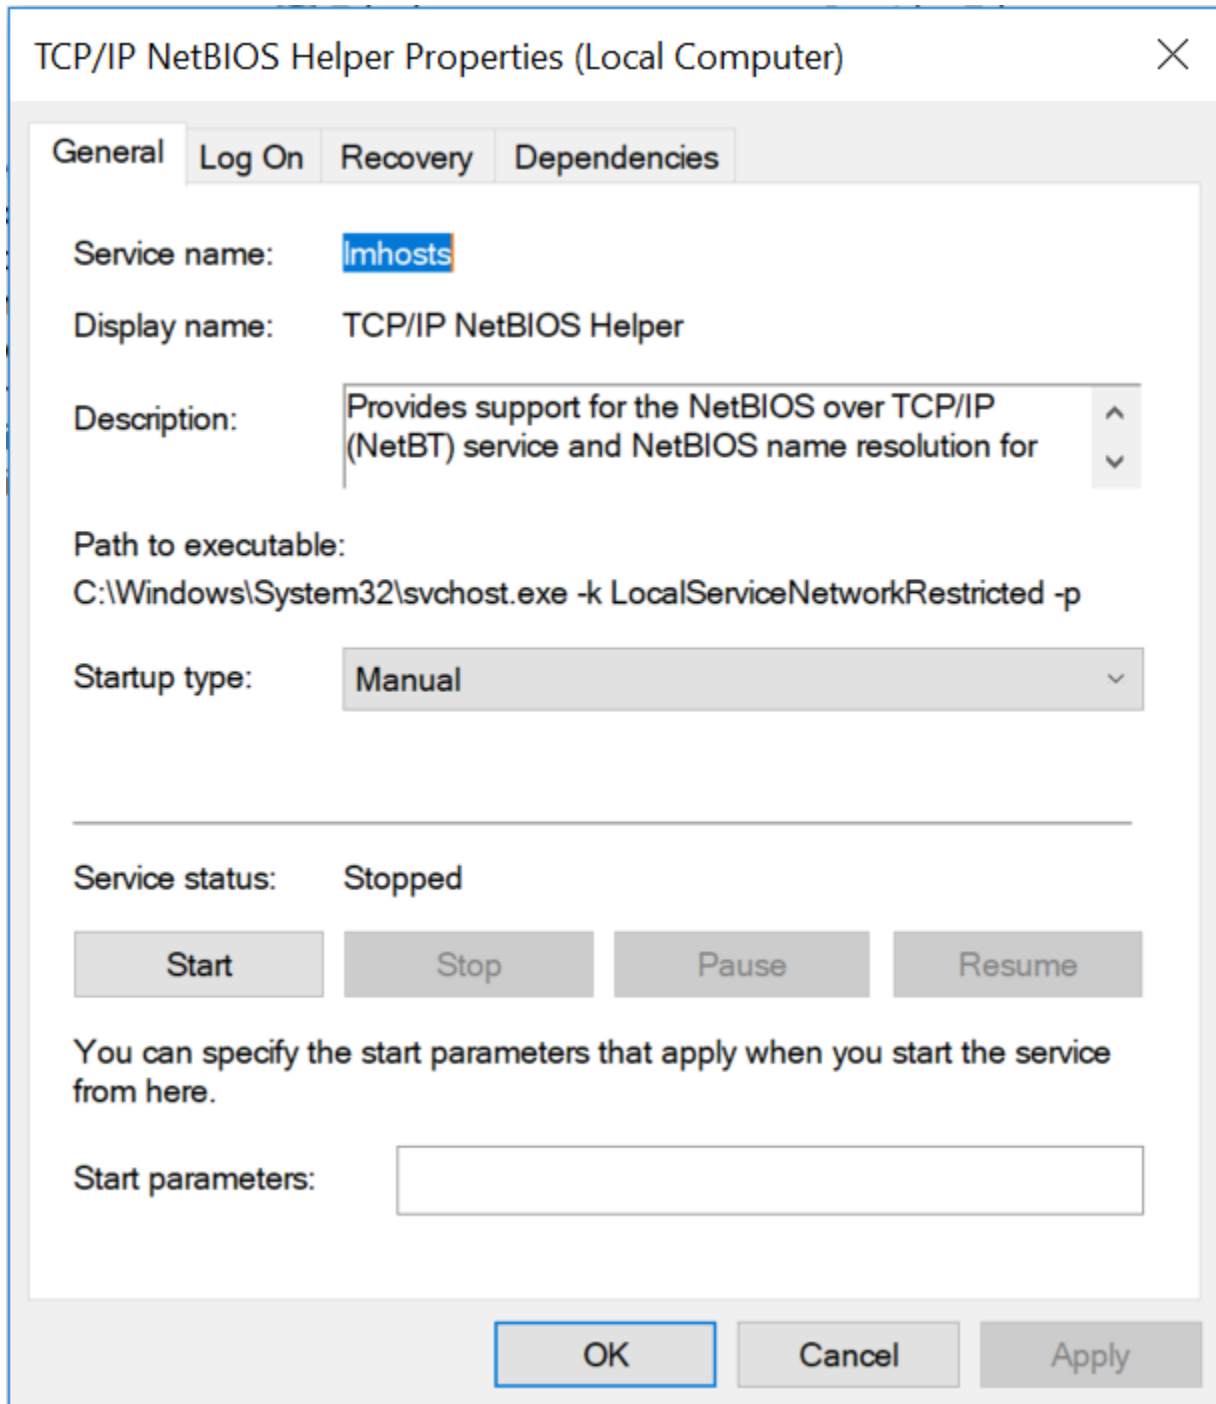 TCP/IP NetBIOS Helper Properties (Local Computer)
General Log On Recovery Dependencies
Service name: lmhosts
Display name: TCP/IP NetBIOS Helper
Description: Provides support for the NetBIOS over TCP/IP
(NetBT) service and NetBIOS name resolution for
Path to executable:
C:\Windows\System32\svchost.exe -k LocalServiceNetworkRestricted -p
Startup type: Manual
Service status: Stopped
Start Stop Pause Resume
You can specify the start parameters that apply when you start the service
from here.
Start parameters:
OK Cancel Apply